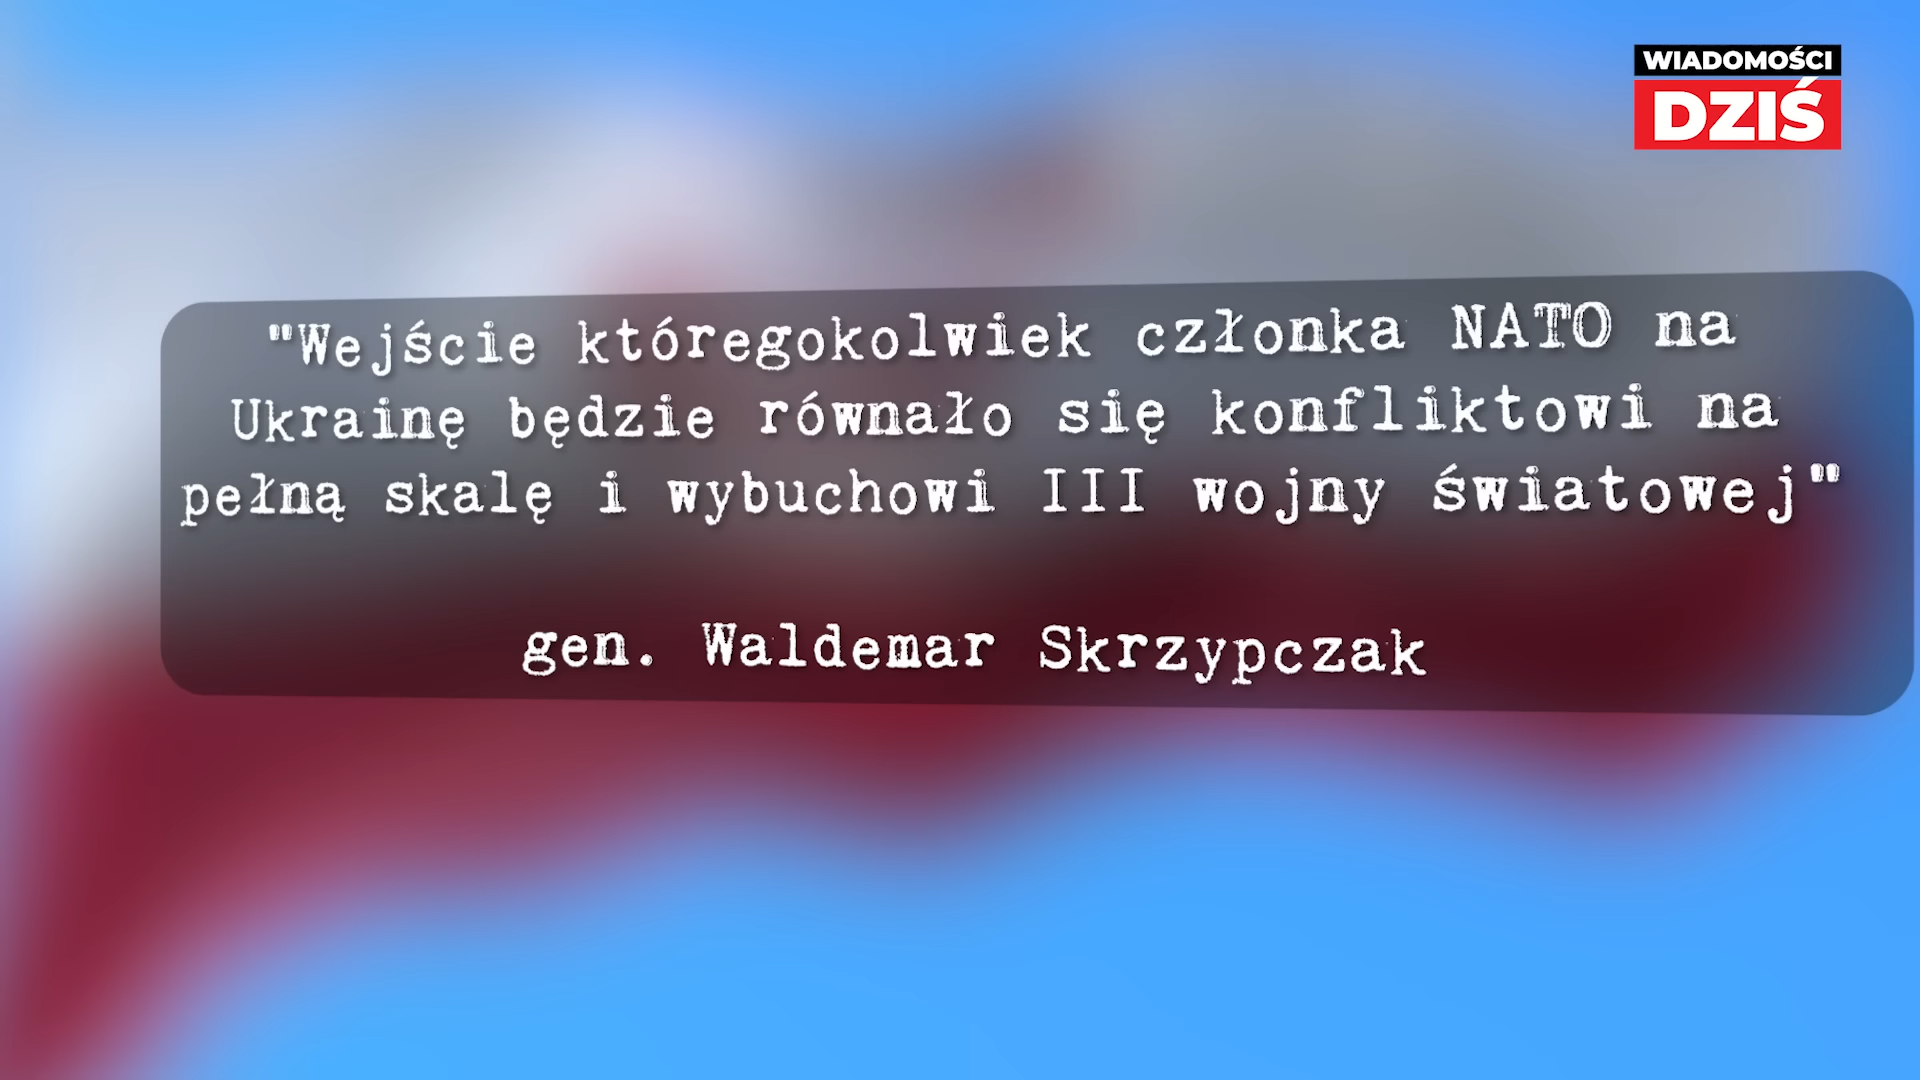 WIADOMOŚCI
DZIŚ
"Wejście któregokolwiek członka NATO na
Ukrainę będzie równało się konfliktowi na
pełną skalę i wybuchowi III wojny światowej"
gen. Waldemar Skrzypczak